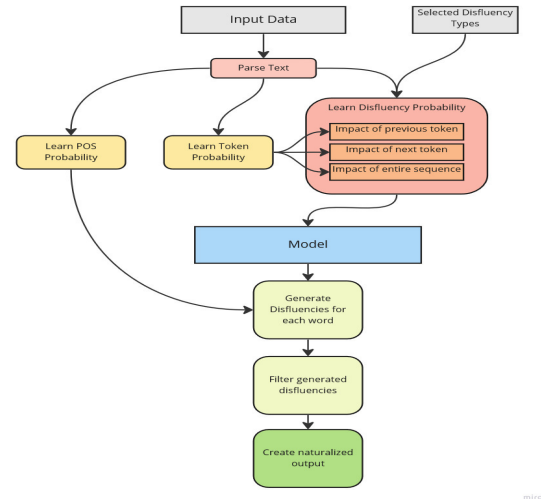 Input Data
Selected Disfluency
Types
Parse Text
Learn Disfluency Probability
Impact of previous token
Impact of next token
Impact of entire sequence
Learn POS
Probability
Learn Token
Probability
Model
Generate
Disfluencies for
each word
Filter generated
disfluencies
Create naturalized
output
miro